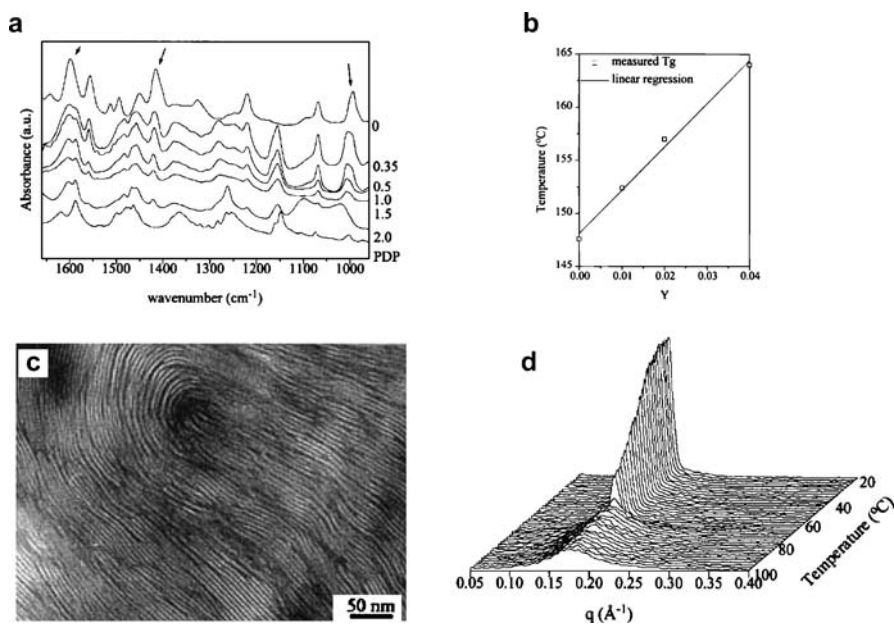 a
Absorbance (a.u.)
0
0.35
0.5
1.0
1.5
2.0
PDP
1600 1500 1400 1300 1200 1100 1000
wavenumber (cm⁻¹)
b
Temperature (ºC)
165
160
155
150
145
measured Tg
linear regression
0.00 0.01 0.02 0.03 0.04
Y
c
50 nm
d
20
40
60
80
100
Temperature (ºC)
0.05 0.10 0.15 0.20 0.25 0.30 0.35 0.40
q (Å⁻¹)